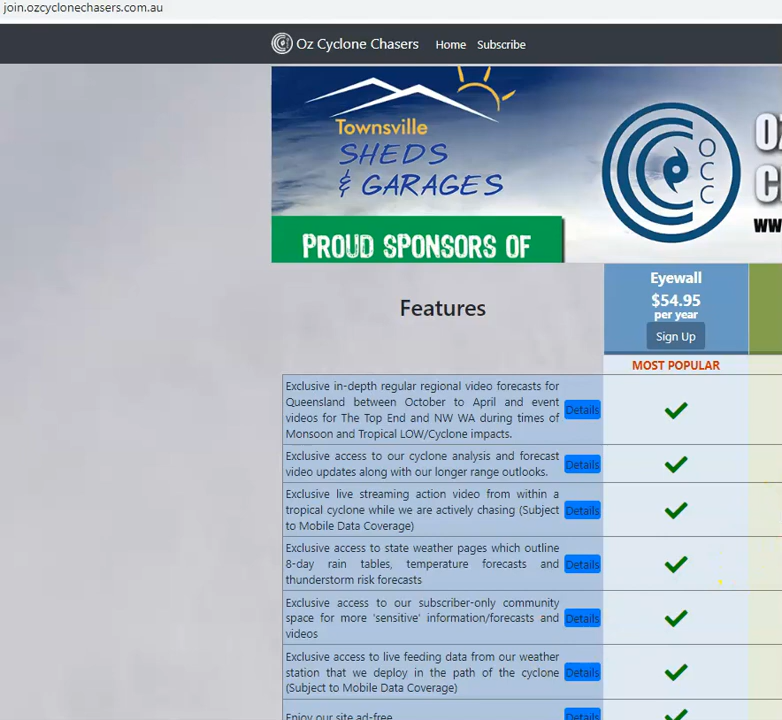 join.ozcyclonechasers.com.au
Oz Cyclone Chasers Home Subscribe
Townsville
SHEDS
& GARAGES
OCC
PROUD SPONSORS OF
Features
Eyewall
$54.95
per year
Sign Up
MOST POPULAR
Exclusive in-depth regular regional video forecasts for
Queensland between October to April and event
videos for The Top End and NW WA during times of
Monsoon and Tropical LOW/Cyclone impacts.
Details
Exclusive access to our cyclone analysis and forecast
video updates along with our longer range outlooks.
Details
Exclusive live streaming action video from within a
tropical cyclone while we are actively chasing (Subject
to Mobile Data Coverage)
Details
Exclusive access to state weather pages which outline
8-day rain tables, temperature forecasts and
thunderstorm risk forecasts
Details
Exclusive access to our subscriber-only community
space for more 'sensitive' information/forecasts and
videos
Details
Exclusive access to live feeding data from our weather
station that we deploy in the path of the cyclone
(Subject to Mobile Data Coverage)
Details
Enjoy our site ad-free
Details